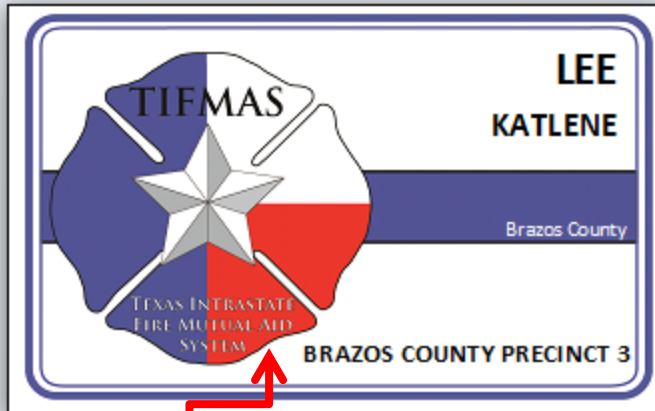 TIFMAS
LEE
KATLENE
Brazos County
TEXAS INTRASTATE
FIRE MUTUAL AID
SYSTEM
BRAZOS COUNTY PRECINCT 3